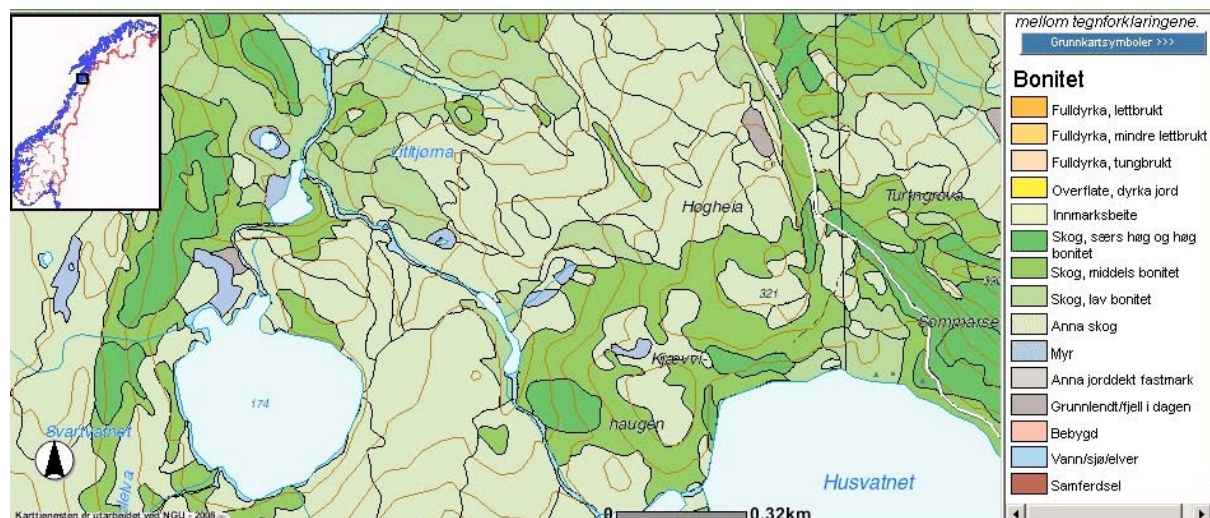 mellom tegnforklaringene.
Grunnkartsymboler >>>
Bonitet
Fulldyrka, lettbrukt
Fulldyrka, mindre lettbrukt
Fulldyrka, tungbrukt
Overflate, dyrka jord
Innmarksbeite
Skog, særs høg og høg
bonitet
Skog, middels bonitet
Skog, lav bonitet
Anna skog
Myr
Anna jorddekt fastmark
Grunnlendt/fjell i dagen
Bebygd
Vann/sjø/elver
Samferdsel
Litltjørna
Høgheia
321
Sommarse
Kjævvi-
haugen
174
Svartvatnet
Husvatnet
0 0.32km
Karttjenesten er utarbeidet ved NGU - 2008